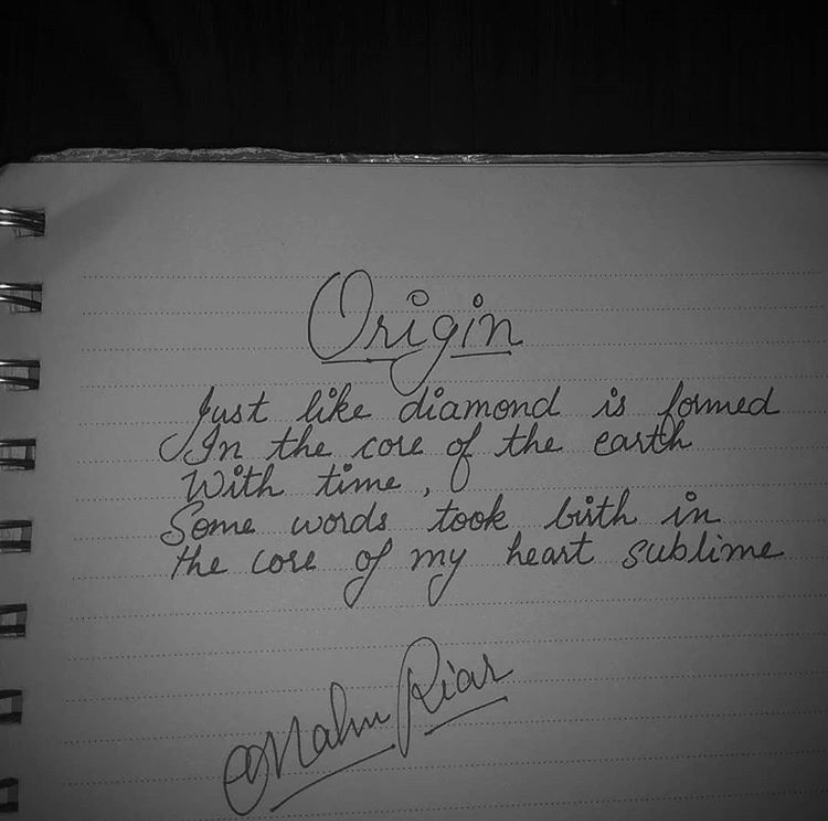 Origin
Just like diamond is formed
In the core of the earth
With time,
Some words took birth in
the core of my heart sublime
Riar